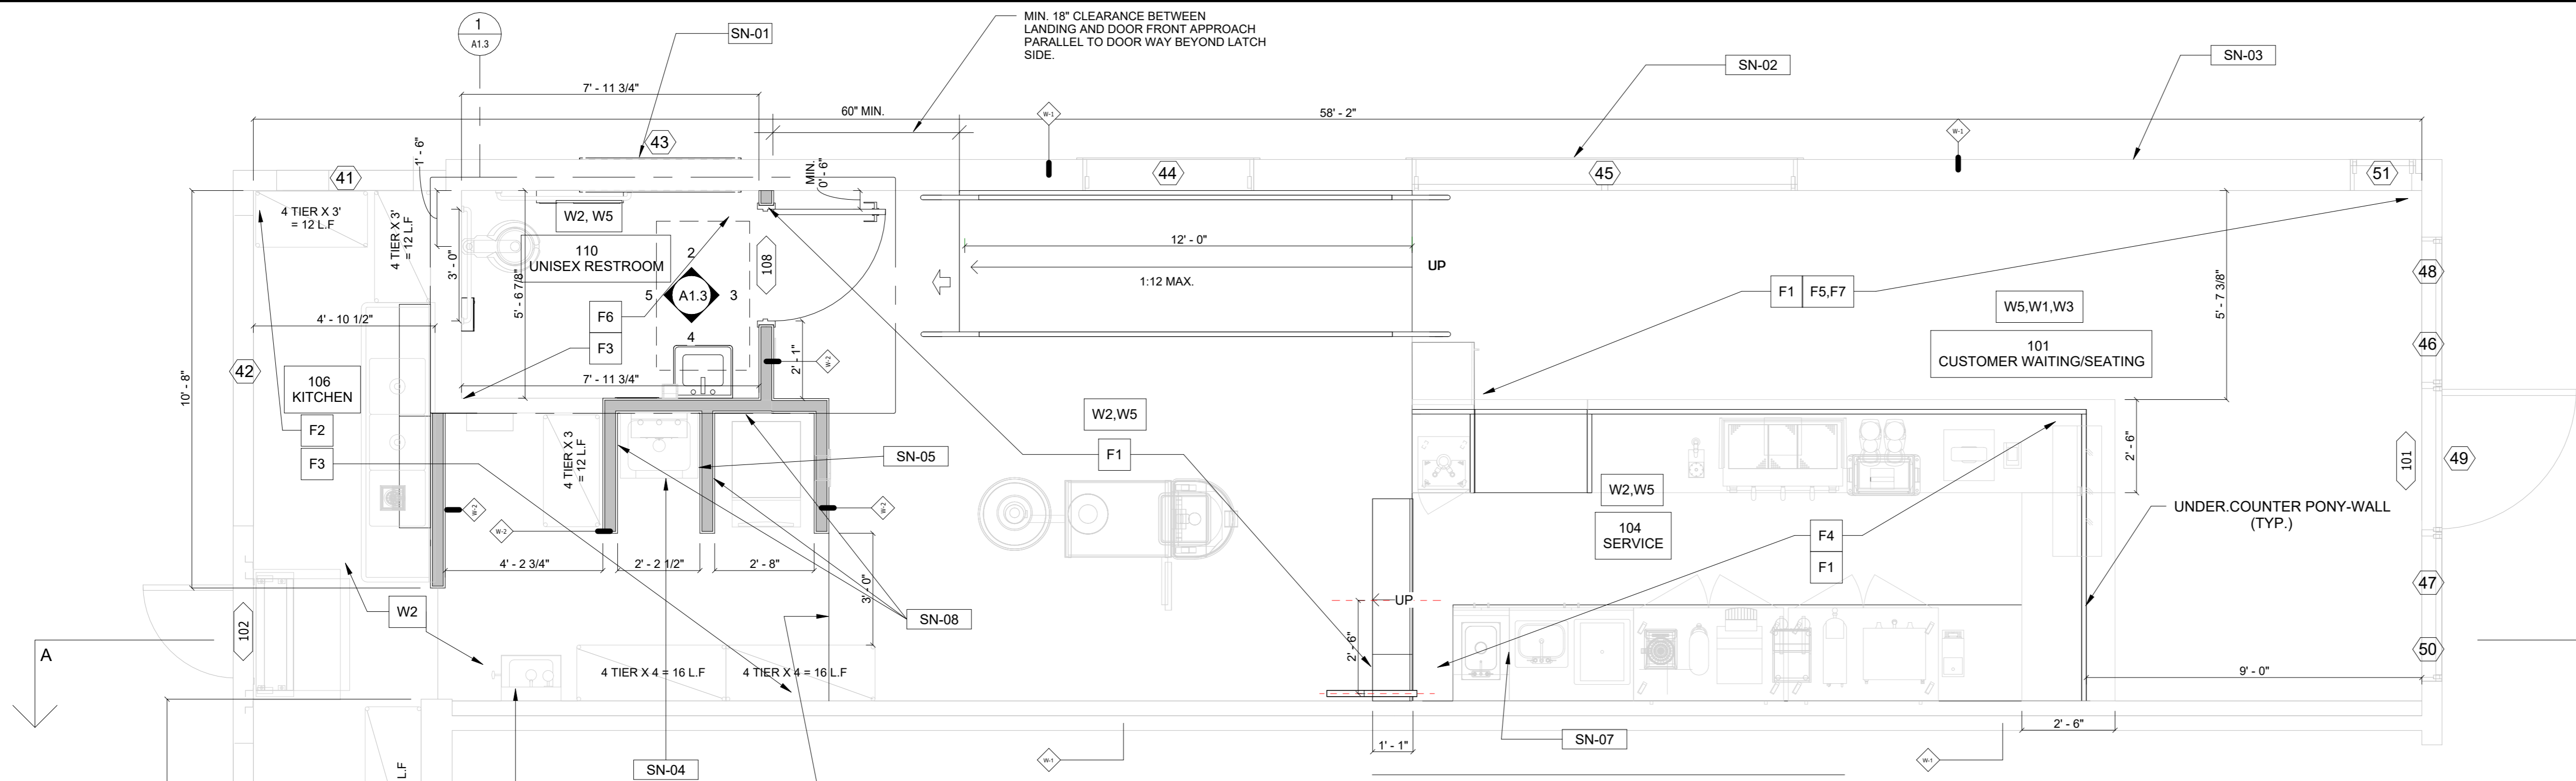 1
A1.3
SN-01
MIN. 18" CLEARANCE BETWEEN
LANDING AND DOOR FRONT APPROACH
PARALLEL TO DOOR WAY BEYOND LATCH
SIDE.
SN-02
SN-03
7' - 11 3/4"
60" MIN.
W-1
58' - 2"
W-1
43
1' - 6"
41
MIN.
0' - 6"
44
45
51
4 TIER X 3'
= 12 L.F
4 TIER X 3'
= 12 L.F
W2, W5
110
UNISEX RESTROOM
3' - 0"
5' - 6 7/8"
2
5
A1.3
3
4
108
12' - 0"
1:12 MAX.
UP
F1
F5,F7
W5,W1,W3
101
CUSTOMER WAITING/SEATING
5' - 7 3/8"
48
46
F6
F3
4' - 10 1/2"
7' - 11 3/4"
2' - 1"
W-2
42
10' - 8"
106
KITCHEN
F2
F3
W2,W5
F1
4 TIER X 3
= 12 L.F
SN-05
W-2
W-2
W-2
W2,W5
104
SERVICE
2' - 6"
101
49
UNDER.COUNTER PONY-WALL
(TYP.)
F4
F1
4' - 2 3/4"
2' - 2 1/2"
2' - 8"
3' - 0"
UP
2' - 6"
47
W2
SN-08
102
A
4 TIER X 4 = 16 L.F
4 TIER X 4 = 16 L.F
50
9' - 0"
2' - 6"
SN-07
1' - 1"
W-1
W-1
SN-04
L.F